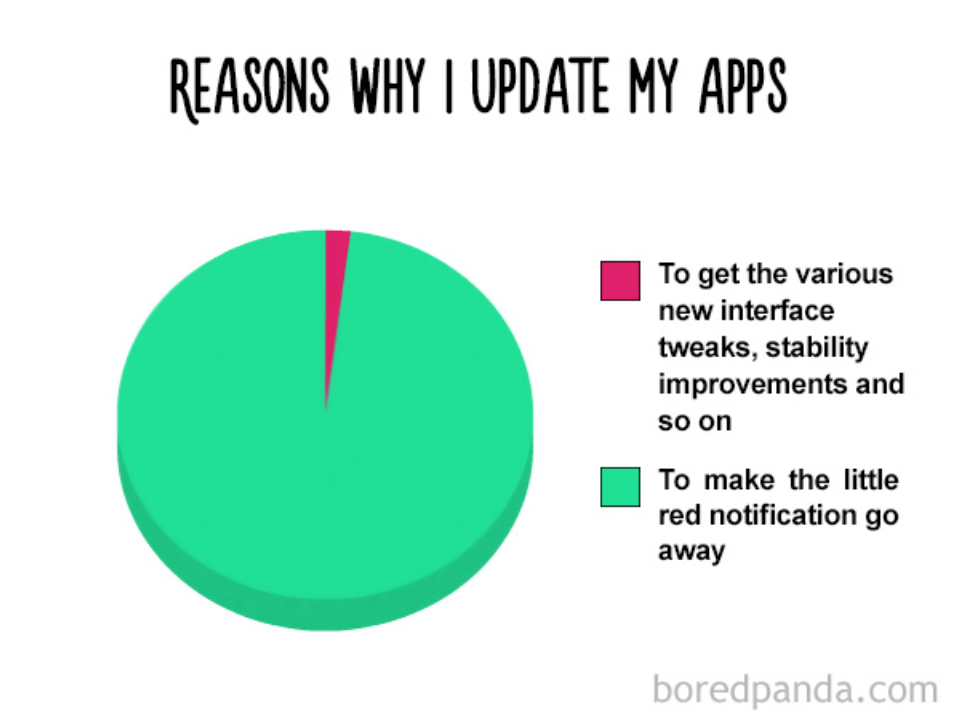 REASONS WHY I UPDATE MY APPS
To get the various
new interface
tweaks, stability
improvements and
so on
To make the little
red notification go
away
boredpanda.com